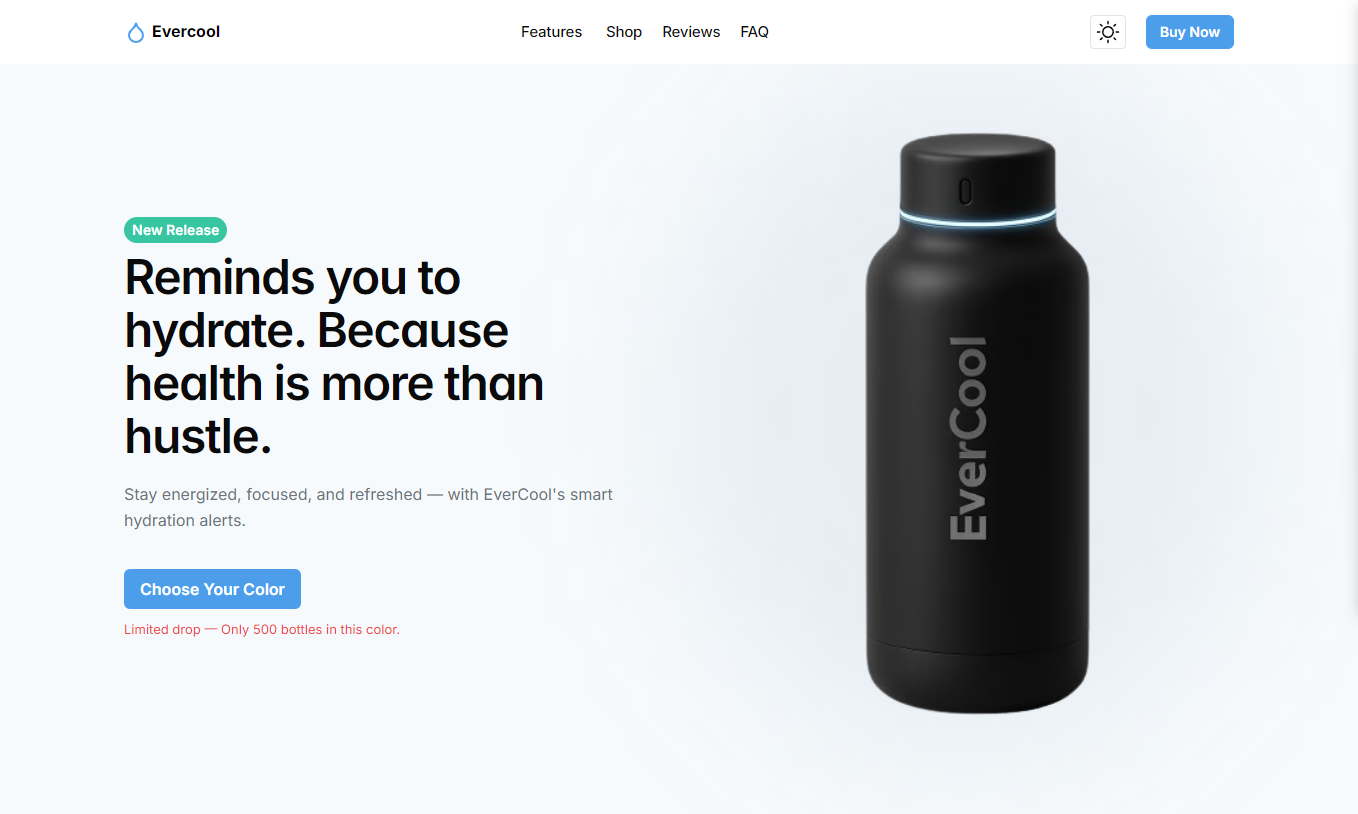 Evercool
Features Shop Reviews FAQ
Buy Now
New Release
Reminds you to
hydrate. Because
health is more than
hustle.
Stay energized, focused, and refreshed — with EverCool's smart
hydration alerts.
Choose Your Color
Limited drop — Only 500 bottles in this color.
EverCool